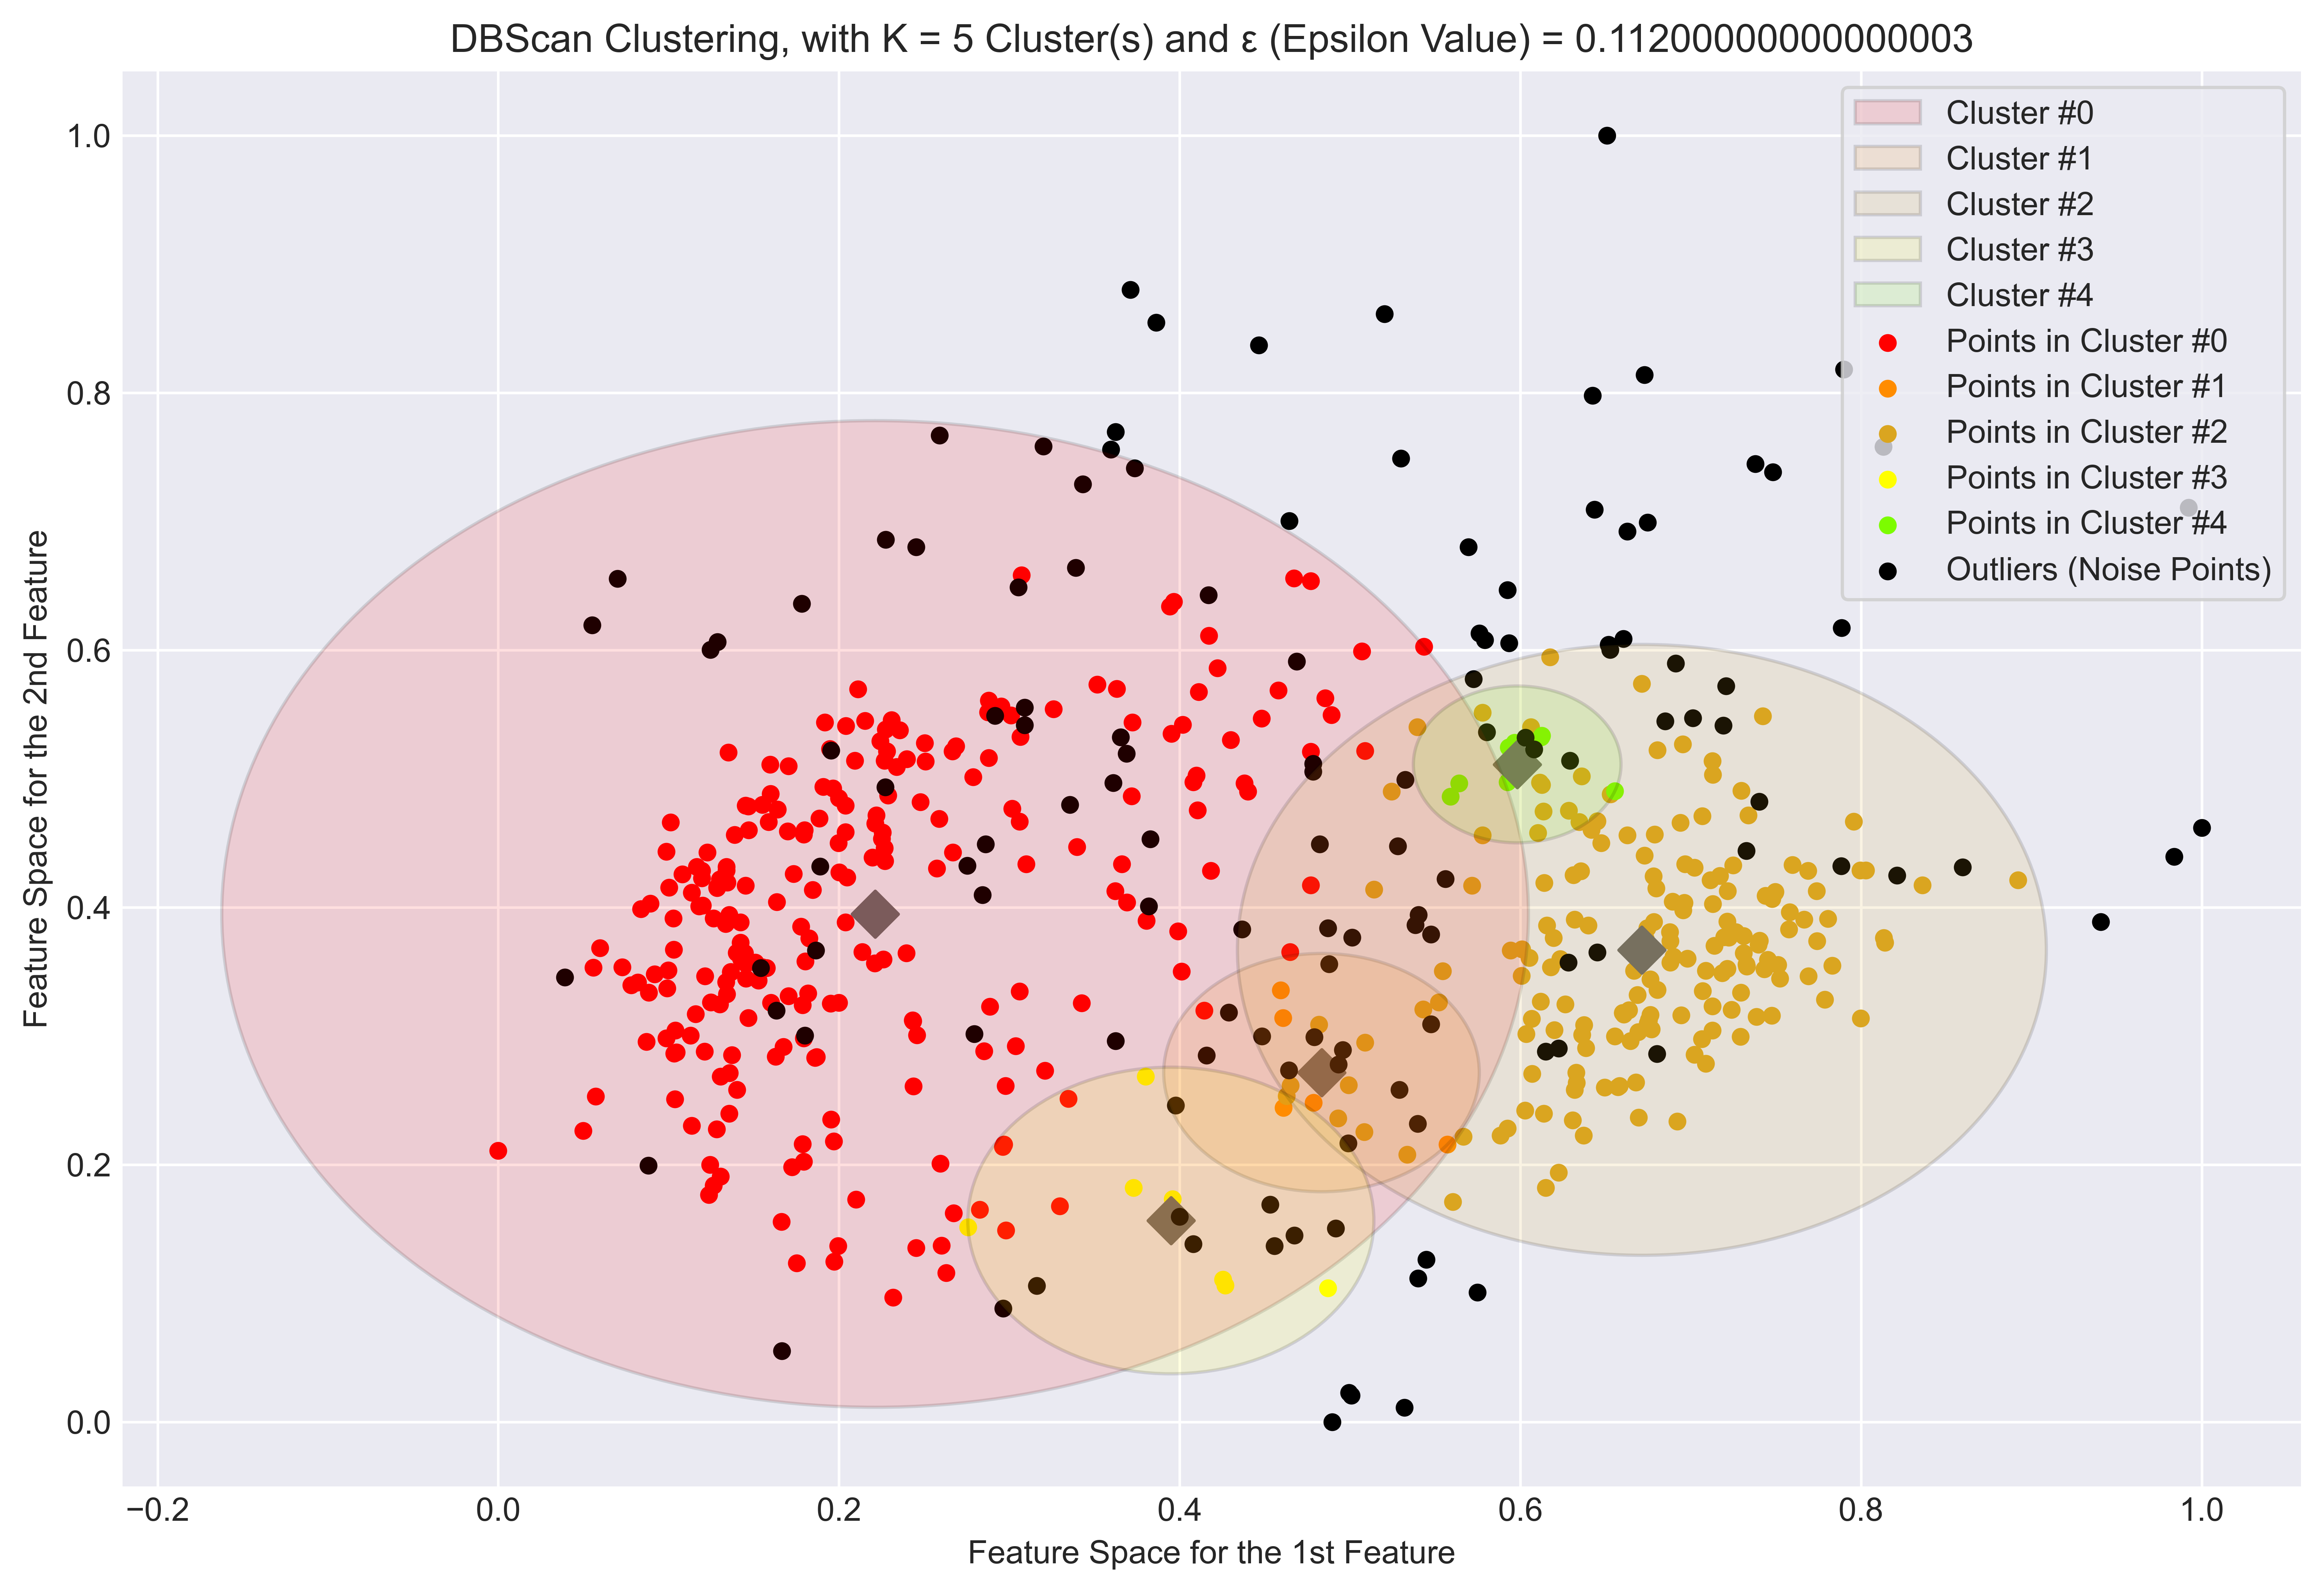 DBScan Clustering, with K = 5 Cluster(s) and ε (Epsilon Value) = 0.11200000000000003
Cluster #0
Cluster #1
Cluster #2
Cluster #3
Cluster #4
Points in Cluster #0
Points in Cluster #1
Points in Cluster #2
Points in Cluster #3
Points in Cluster #4
Outliers (Noise Points)
Feature Space for the 2nd Feature
1.0
0.8
0.6
0.4
0.2
0.0
−0.2 0.0 0.2 0.4 0.6 0.8 1.0
Feature Space for the 1st Feature